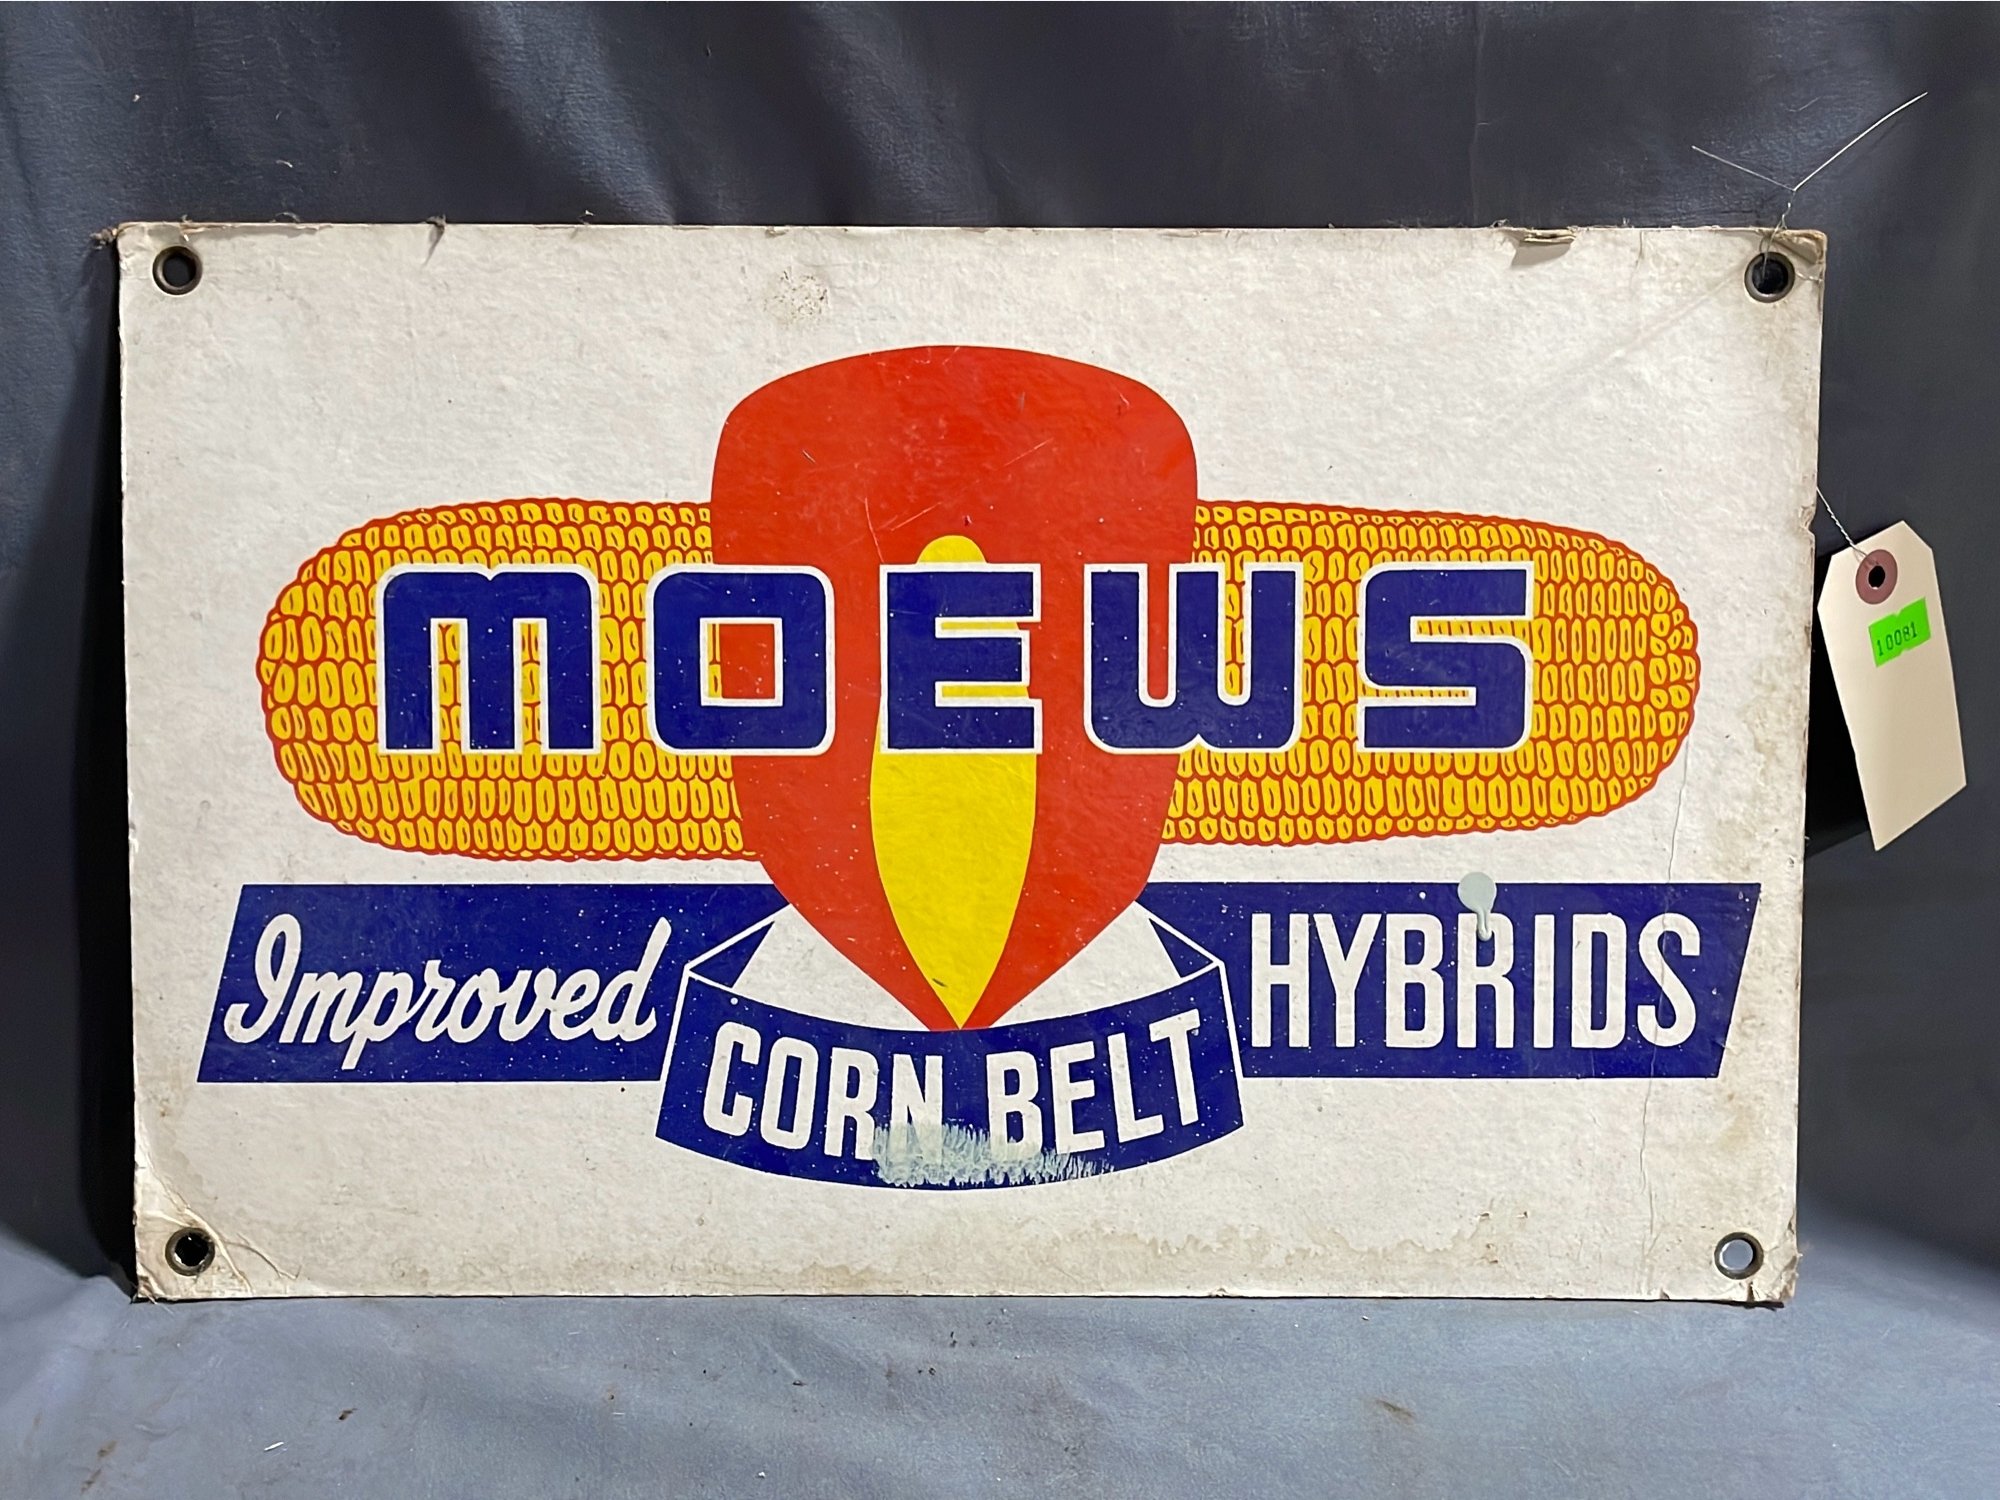 MOEWS
Improved
CORN BELT
HYBRIDS
10081